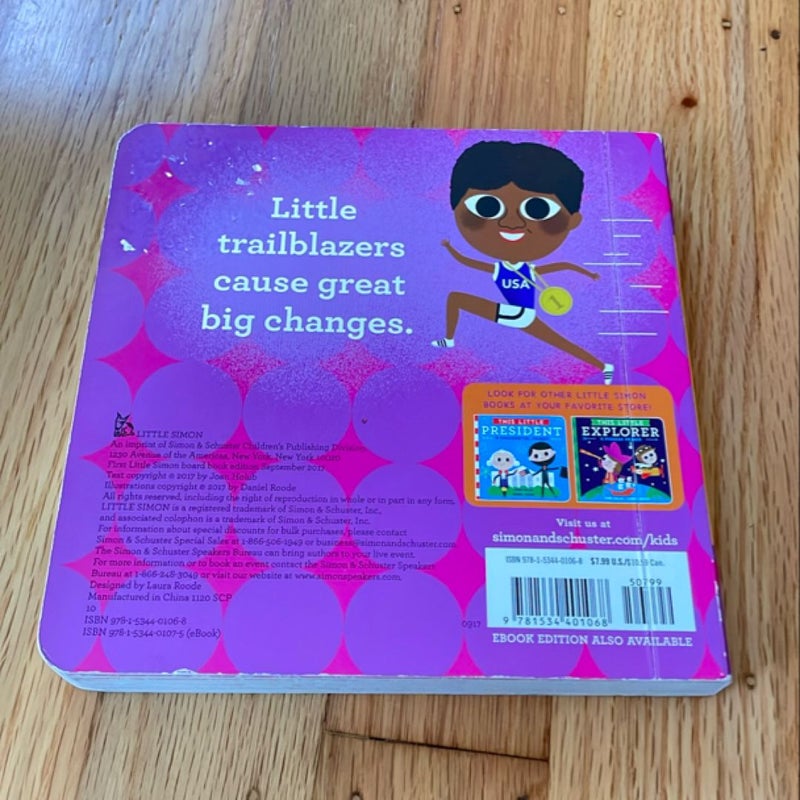 Little
trailblazers
cause great
big changes.
USA
1
LOOK FOR OTHER LITTLE SIMON
BOOKS AT YOUR FAVORITE STORE!
THIS LITTLE
PRESIDENT
THIS LITTLE
EXPLORER
Visit us at
simonandschuster.com/kids
LITTLE SIMON
An imprint of Simon & Schuster Children's Publishing Division
1230 Avenue of the Americas, New York, New York 10020
First Little Simon board book edition September 2017
Text copyright © 2017 by Joan Holub
Illustrations copyright © 2017 by Daniel Roode
All rights reserved, including the right of reproduction in whole or in part in any form.
LITTLE SIMON is a registered trademark of Simon & Schuster, Inc.,
and associated colophon is a trademark of Simon & Schuster, Inc.
For information about special discounts for bulk purchases, please contact
Simon & Schuster Special Sales at 1-866-506-1949 or business@simonandschuster.com.
The Simon & Schuster Speakers Bureau can bring authors to your live event.
For more information or to book an event contact the Simon & Schuster Speakers
Bureau at 1-866-248-3049 or visit our website at www.simonspeakers.com.
Designed by Laura Roode
Manufactured in China 1120 SCP
10
ISBN 978-1-5344-0106-8
ISBN 978-1-5344-0107-5 (eBook)
0917
ISBN 978-1-5344-0106-8 $7.99 U.S./$10.99 Can.
50799
9 781534 401068
EBOOK EDITION ALSO AVAILABLE